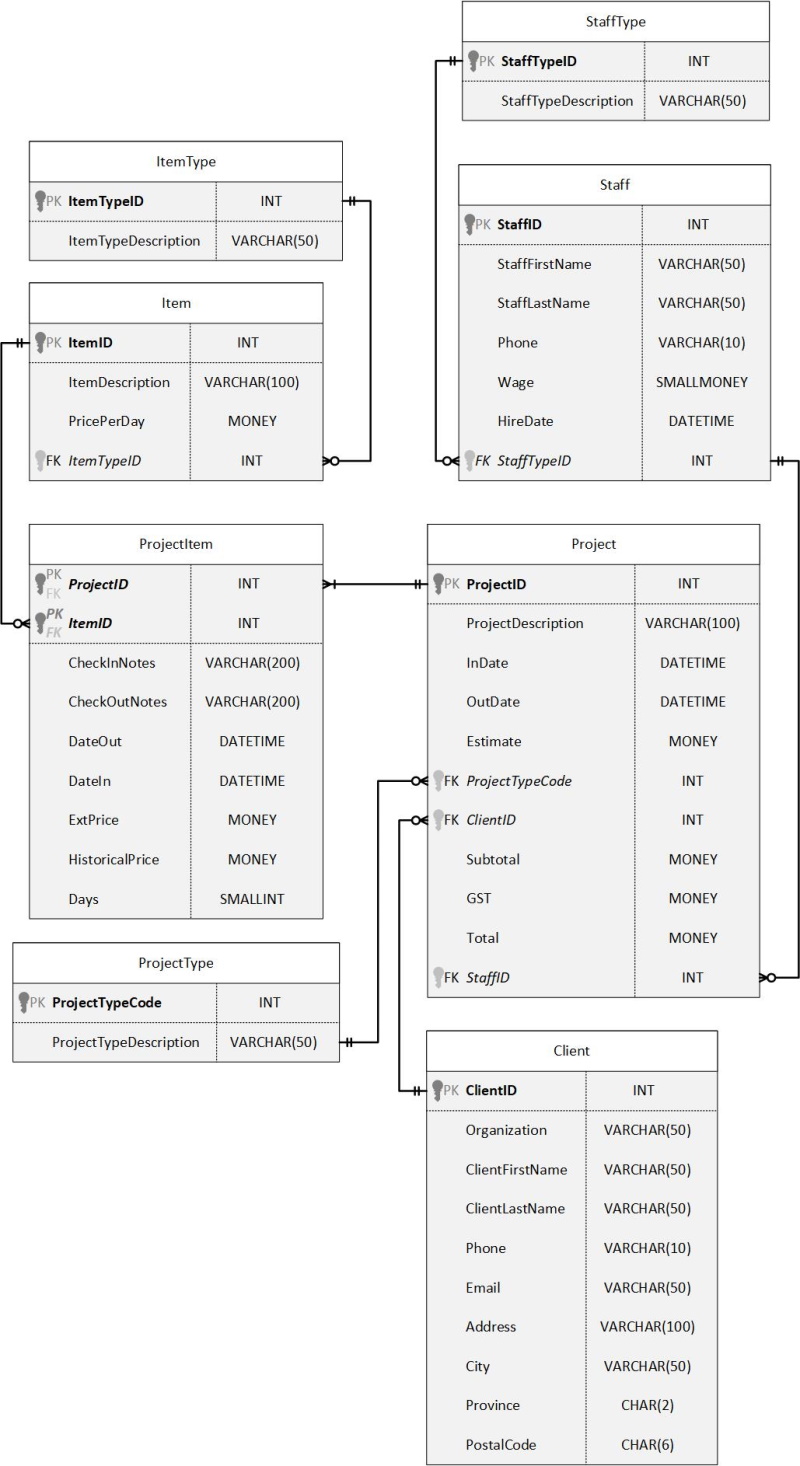 StaffType
PK StaffTypeID INT
StaffTypeDescription VARCHAR(50)
ItemType
PK ItemTypeID INT
ItemTypeDescription VARCHAR(50)
Staff
PK StaffID INT
StaffFirstName VARCHAR(50)
StaffLastName VARCHAR(50)
Phone VARCHAR(10)
Wage SMALLMONEY
HireDate DATETIME
FK StaffTypeID INT
Item
PK ItemID INT
ItemDescription VARCHAR(100)
PricePerDay MONEY
FK ItemTypeID INT
ProjectItem
PK FK ProjectID INT
PK FK ItemID INT
CheckInNotes VARCHAR(200)
CheckOutNotes VARCHAR(200)
DateOut DATETIME
DateIn DATETIME
ExtPrice MONEY
HistoricalPrice MONEY
Days SMALLINT
Project
PK ProjectID INT
ProjectDescription VARCHAR(100)
InDate DATETIME
OutDate DATETIME
Estimate MONEY
FK ProjectTypeCode INT
FK ClientID INT
Subtotal MONEY
GST MONEY
Total MONEY
FK StaffID INT
ProjectType
PK ProjectTypeCode INT
ProjectTypeDescription VARCHAR(50)
Client
PK ClientID INT
Organization VARCHAR(50)
ClientFirstName VARCHAR(50)
ClientLastName VARCHAR(50)
Phone VARCHAR(10)
Email VARCHAR(50)
Address VARCHAR(100)
City VARCHAR(50)
Province CHAR(2)
PostalCode CHAR(6)